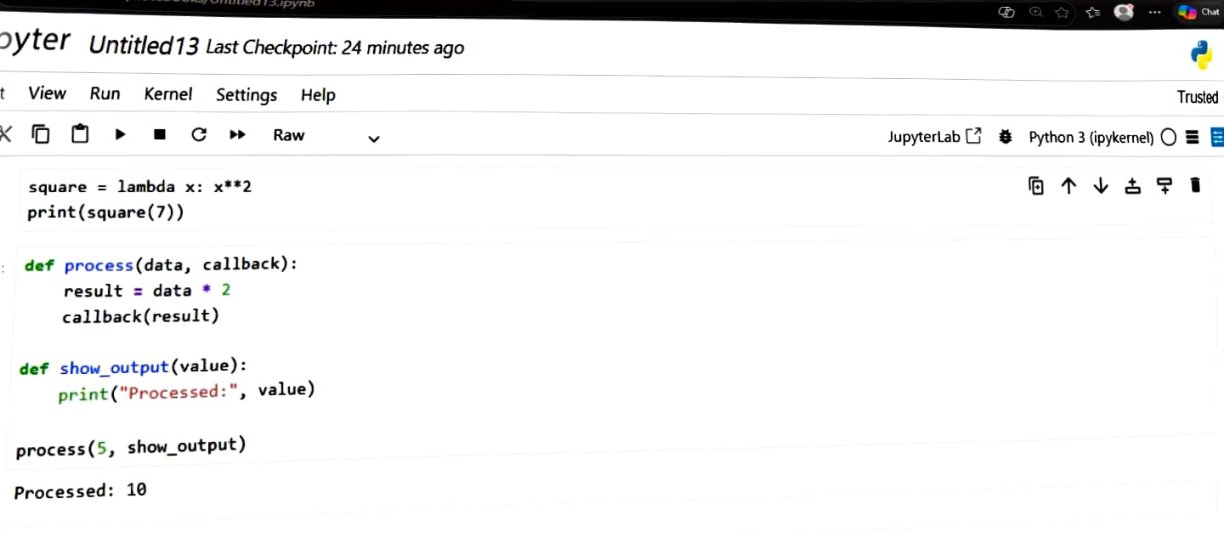 Untitled13 Last Checkpoint: 24 minutes ago
View Run Kernel Settings Help
Trusted
Raw
JupyterLab Python 3 (ipykernel)
Chat
square = lambda x: x**2
print(square(7))
def process(data, callback):
    result = data * 2
    callback(result)
def show_output(value):
    print("Processed:", value)
process(5, show_output)
Processed: 10